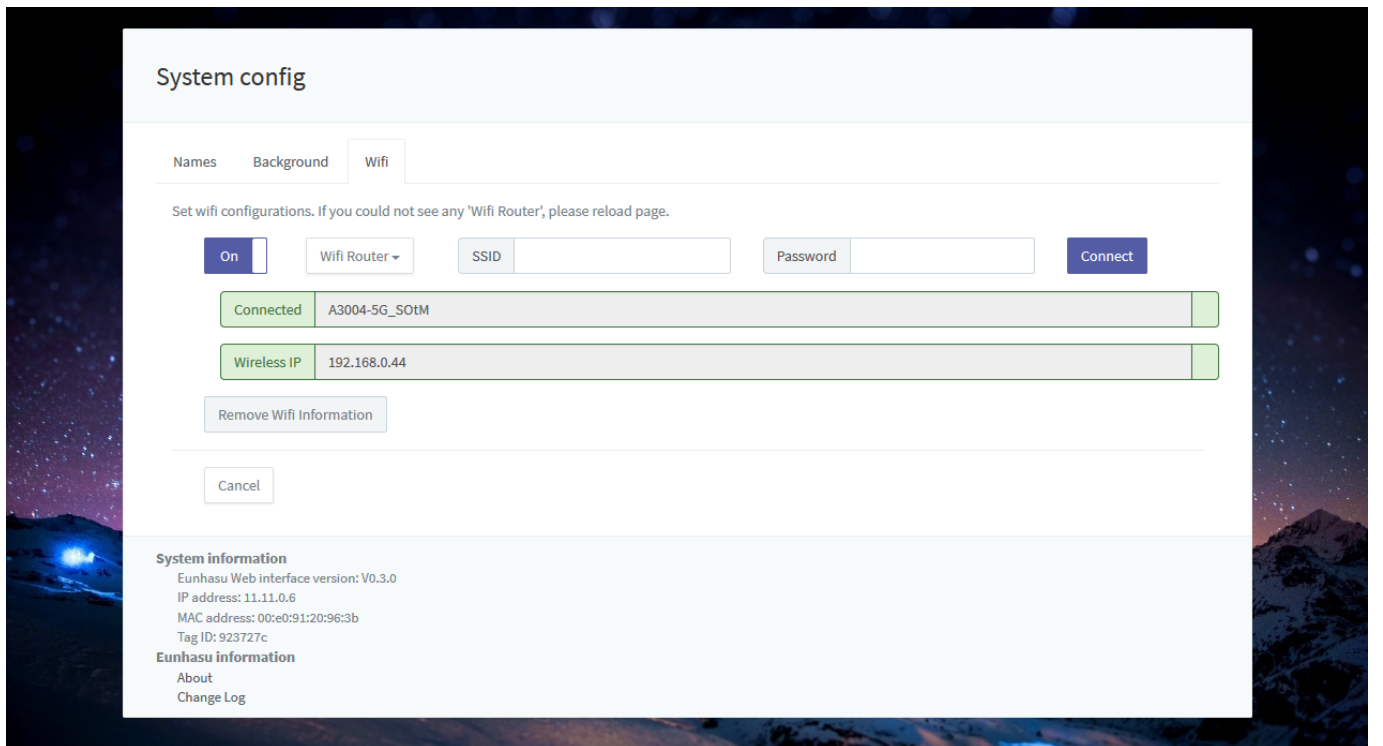 System config
Names Background Wifi
Set wifi configurations. If you could not see any 'Wifi Router', please reload page.
On Wifi Router SSID Password Connect
Connected A3004-5G_SOtM
Wireless IP 192.168.0.44
Remove Wifi Information
Cancel
System information
Eunhasu Web interface version: V0.3.0
IP address: 11.11.0.6
MAC address: 00:e0:91:20:96:3b
Tag ID: 923727c
Eunhasu information
About
Change Log